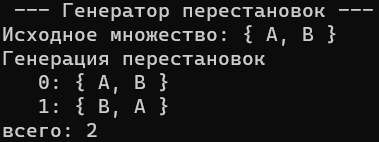 --- Генератор перестановок ---
Исходное множество: { A, B }
Генерация перестановок
0: { A, B }
1: { B, A }
всего: 2